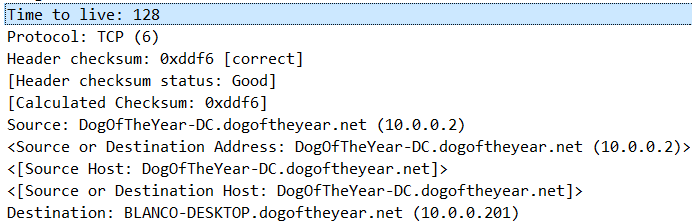 Time to live: 128
Protocol: TCP (6)
Header checksum: 0xddf6 [correct]
[Header checksum status: Good]
[Calculated Checksum: 0xddf6]
Source: DogOfTheYear-DC.dogoftheyear.net (10.0.0.2)
<Source or Destination Address: DogOfTheYear-DC.dogoftheyear.net (10.0.0.2)>
<[Source Host: DogOfTheYear-DC.dogoftheyear.net]>
<[Source or Destination Host: DogOfTheYear-DC.dogoftheyear.net]>
Destination: BLANCO-DESKTOP.dogoftheyear.net (10.0.0.201)